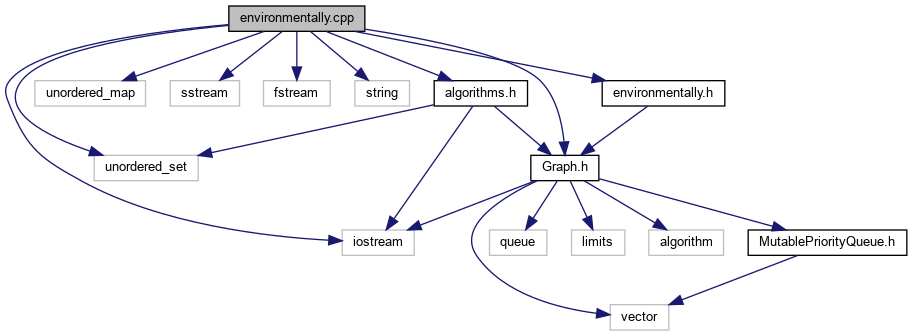 environmentally.cpp
unordered_map
sstream
fstream
string
algorithms.h
environmentally.h
unordered_set
Graph.h
iostream
queue
limits
algorithm
MutablePriorityQueue.h
vector